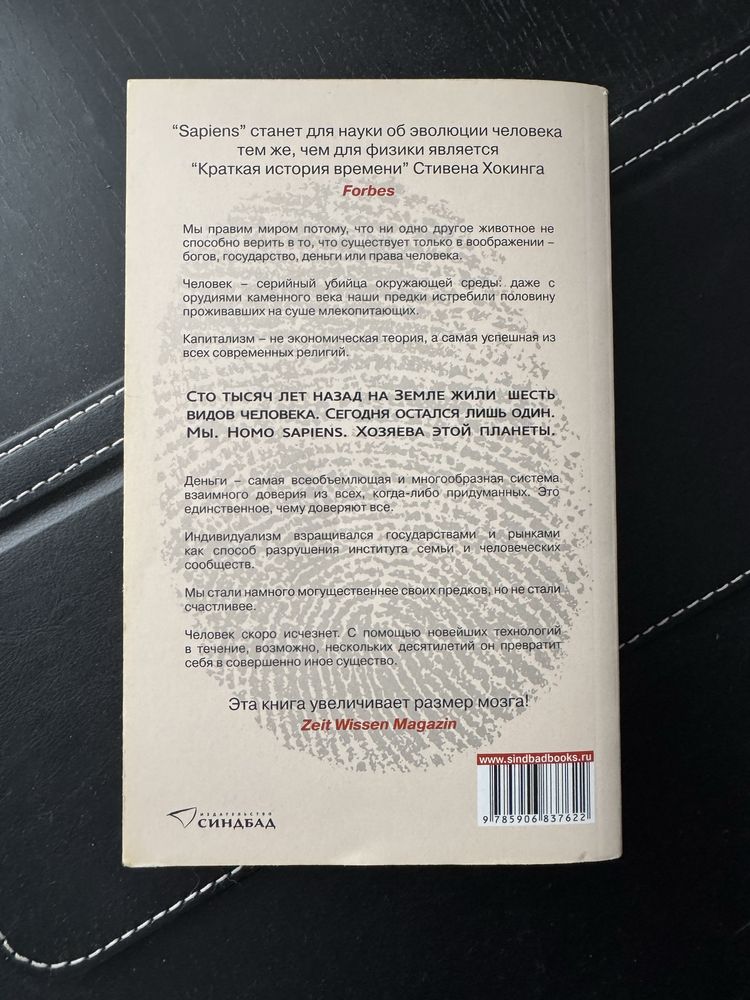 “Sapiens” станет для науки об эволюции человека
тем же, чем для физики является
“Краткая история времени” Стивена Хокинга
Forbes
Мы правим миром потому, что ни одно другое животное не
способно верить в то, что существует только в воображении –
богов, государство, деньги или права человека.
Человек – серийный убийца окружающей среды: даже с
орудиями каменного века наши предки истребили половину
проживавших на суше млекопитающих.
Капитализм – не экономическая теория, а самая успешная из
всех современных религий.
Сто тысяч лет назад на Земле жили шесть
видов человека. Сегодня остался лишь один.
Мы. Homo sapiens. Хозяева этой планеты.
Деньги – самая всеобъемлющая и многообразная система
взаимного доверия из всех, когда-либо придуманных. Это
единственное, чему доверяют все.
Индивидуализм взращивался государствами и рынками
как способ разрушения института семьи и человеческих
сообществ.
Мы стали намного могущественнее своих предков, но не стали
счастливее.
Человек скоро исчезнет. С помощью новейших технологий
в течение, возможно, нескольких десятилетий он превратит
себя в совершенно иное существо.
Эта книга увеличивает размер мозга!
Zeit Wissen Magazin
www.sindbadbooks.ru
ИЗДАТЕЛЬСТВО
СИНДБАД
9 785906 837622